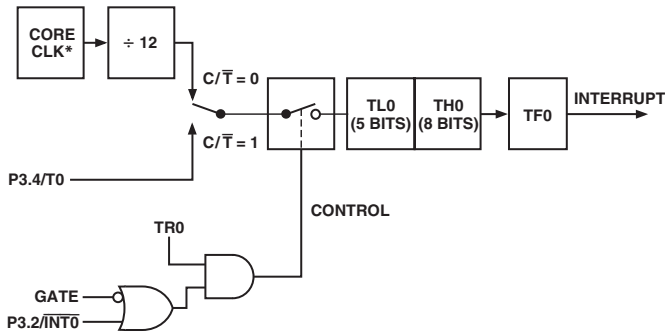 CORE
CLK*
÷ 12
C/T̅ = 0
INTERRUPT
TL0
(5 BITS)
TH0
(8 BITS)
TF0
C/T̅ = 1
P3.4/T0
CONTROL
TR0
GATE
P3.2/I̅N̅T̅0̅